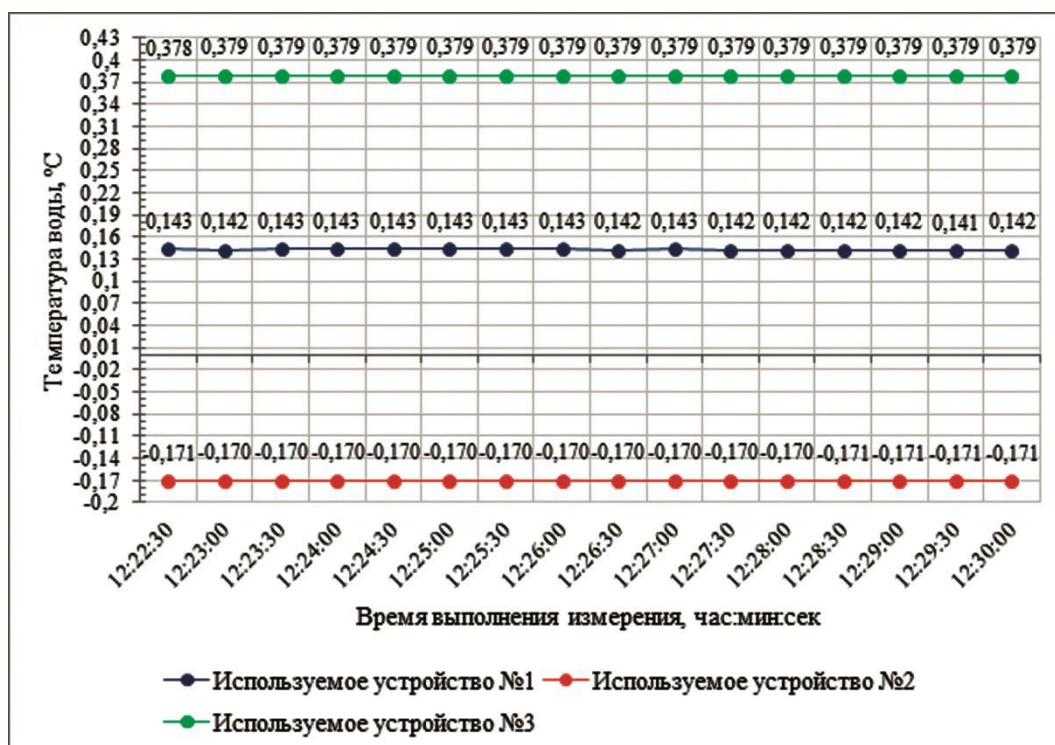 0,43
0,4
0,37
0,34
0,31
0,28
0,25
0,22
0,19
0,16
0,13
0,1
0,07
0,04
0,01
-0,02
-0,05
-0,08
-0,11
-0,14
-0,17
-0,2
Температура воды, ºС
0,378 0,379 0,379 0,379 0,379 0,379 0,379 0,379 0,379 0,379 0,379 0,379 0,379 0,379 0,379 0,379
0,143 0,142 0,143 0,143 0,143 0,143 0,143 0,143 0,142 0,143 0,142 0,142 0,142 0,142 0,141 0,142
-0,171 -0,170 -0,170 -0,170 -0,170 -0,170 -0,170 -0,170 -0,170 -0,170 -0,170 -0,170 -0,171 -0,171 -0,171 -0,171
12:22:30 12:23:00 12:23:30 12:24:00 12:24:30 12:25:00 12:25:30 12:26:00 12:26:30 12:27:00 12:27:30 12:28:00 12:28:30 12:29:00 12:29:30 12:30:00
Время выполнения измерения, час:мин:сек
Используемое устройство №1 Используемое устройство №2
Используемое устройство №3